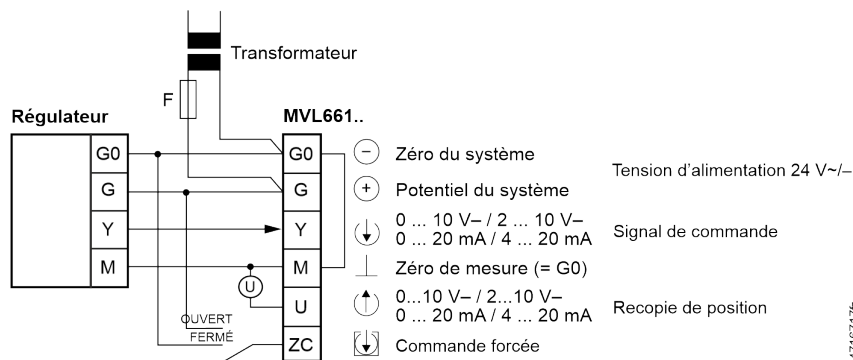 Transformateur
F
Régulateur
MVL661..
G0
G0
Zéro du système
G
G
Potentiel du système
Tension d'alimentation 24 V~/–
Y
Y
0 ... 10 V– / 2 ... 10 V–
0 ... 20 mA / 4 ... 20 mA
Signal de commande
M
M
Zéro de mesure (= G0)
U
U
0...10 V– / 2...10 V–
0 ... 20 mA / 4 ... 20 mA
Recopie de position
OUVERT
FERMÉ
ZC
Commande forcée